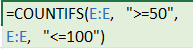 =COUNTIFS(E:E, ">=50",
E:E, "<=100")